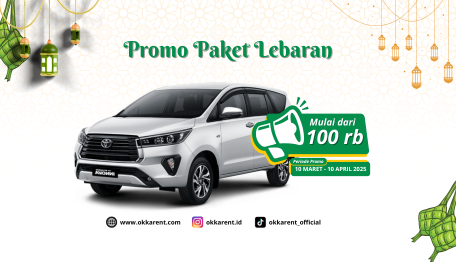 Promo Paket Lebaran
Mulai dari
100 rb
Periode Promo
10 MARET - 10 APRIL 2025
www.okkarent.com
okkarent.id
okkarent_official